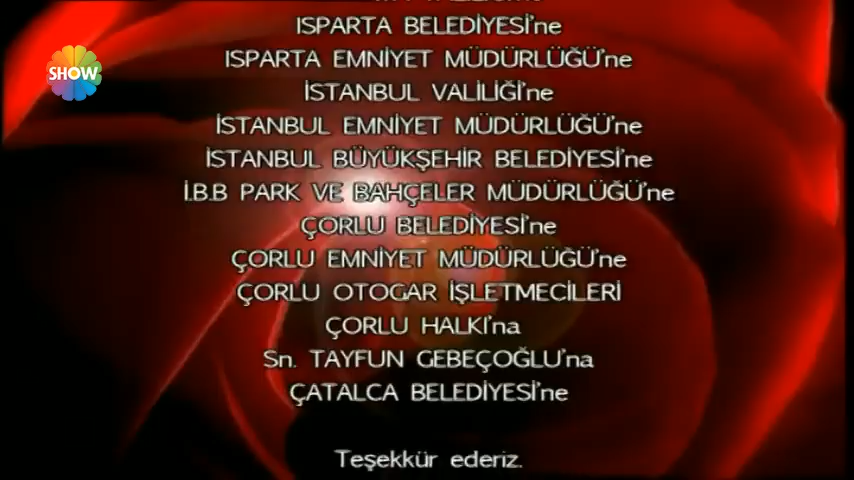 ISPARTA BELEDİYESİ'ne
ISPARTA EMNİYET MÜDÜRLÜĞÜ'ne
SHOW
İSTANBUL VALİLİĞİ'ne
İSTANBUL EMNİYET MÜDÜRLÜĞÜ'ne
İSTANBUL BÜYÜKŞEHİR BELEDİYESİ'ne
İ.B.B PARK VE BAHÇELER MÜDÜRLÜĞÜ'ne
ÇORLU BELEDİYESİ'ne
ÇORLU EMNİYET MÜDÜRLÜĞÜ'ne
ÇORLU OTOGAR İŞLETMECİLERİ
ÇORLU HALKI'na
Sn. TAYFUN GEBEÇOĞLU'na
ÇATALCA BELEDİYESİ'ne
Teşekkür ederiz.